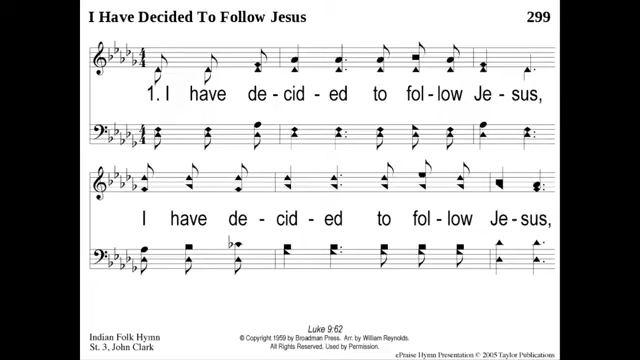 I Have Decided To Follow Jesus 299
1. I have de-cid-ed to fol-low Je-sus,
I have de-cid-ed to fol-low Je-sus,
Luke 9:62
Indian Folk Hymn © Copyright 1959 by Broadman Press. Arr. by William Reynolds.
St. 3, John Clark All Rights Reserved. Used by Permission.
ePraise Hymn Presentation © 2005 Taylor Publications